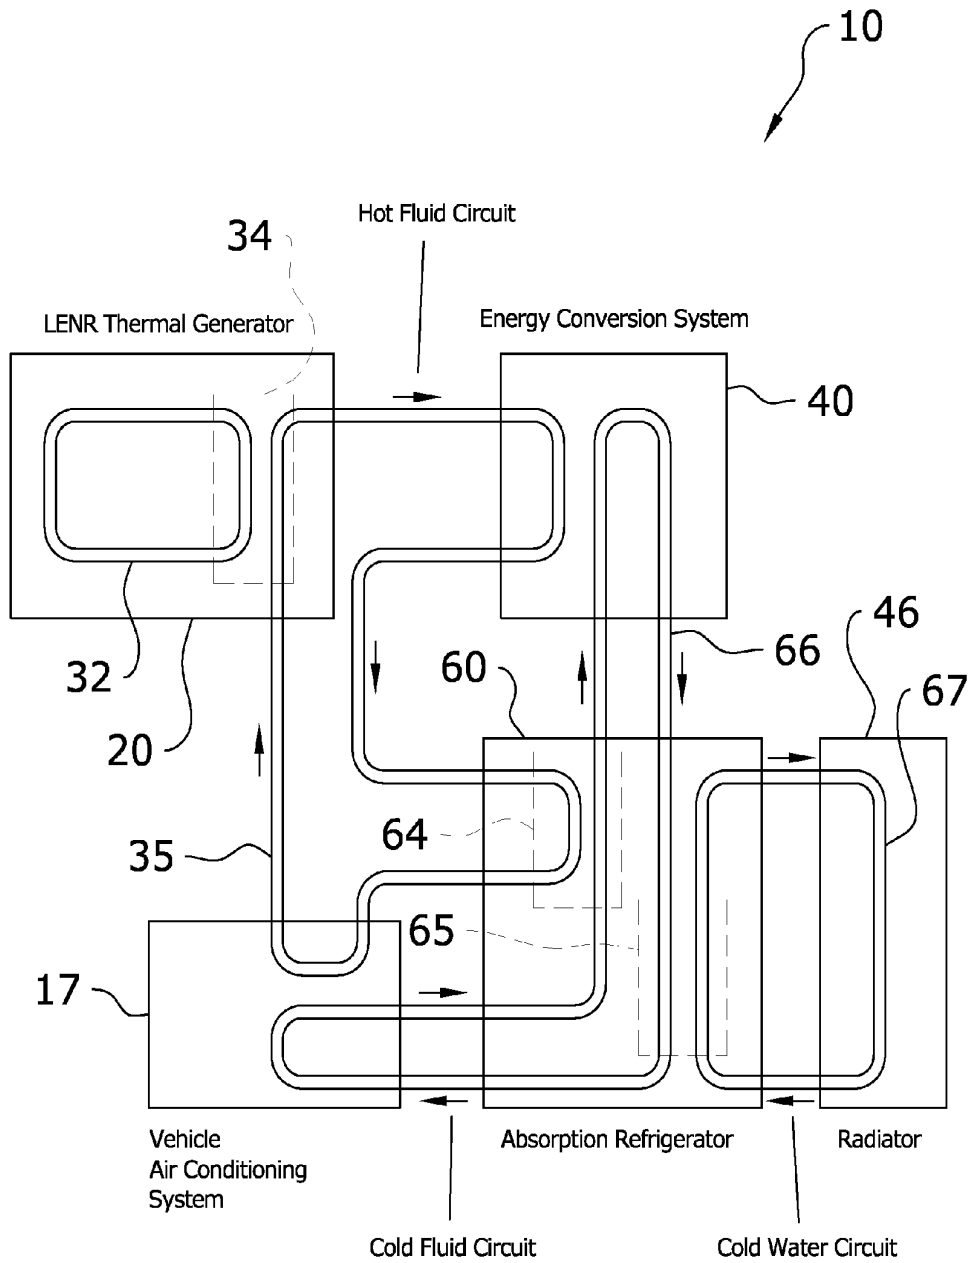 10
Hot Fluid Circuit
34
LENR Thermal Generator
Energy Conversion System
40
32
20
60
66
46
67
64
35
65
17
Vehicle
Air Conditioning
System
Absorption Refrigerator
Radiator
Cold Fluid Circuit
Cold Water Circuit